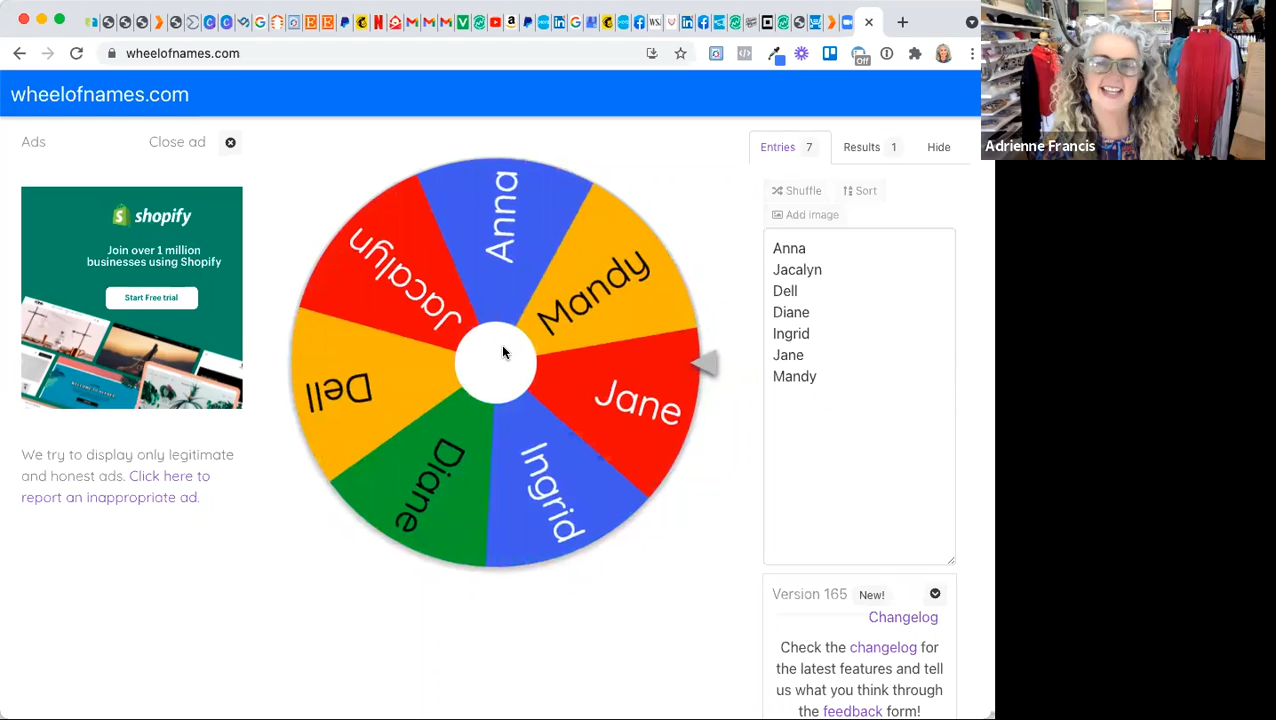 wheelofnames.com
Off
wheelofnames.com
Ads
Close ad
shopify
Join over 1 million
businesses using Shopify
Start Free trial
We try to display only legitimate
and honest ads. Click here to
report an inappropriate ad.
Anna
Mandy
Jane
Ingrid
Diane
Dell
Jacalyn
Entries 7
Results 1
Hide
Shuffle
Sort
Add image
Anna
Jacalyn
Dell
Diane
Ingrid
Jane
Mandy
Version 165 New!
Changelog
Check the changelog for
the latest features and tell
us what you think through
the feedback form!
Adrienne Francis